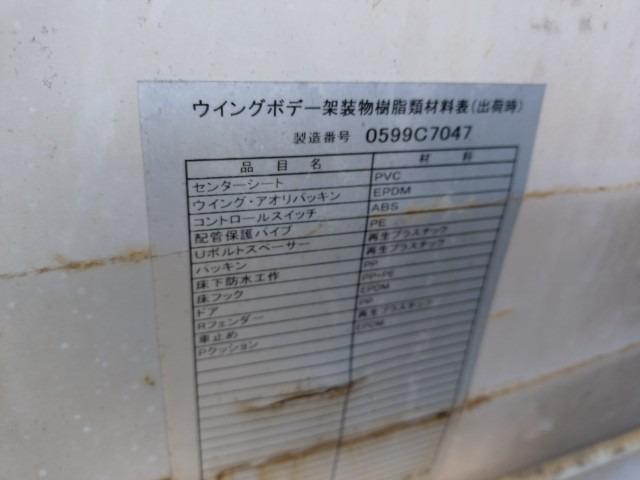 ウイングボデー架装物樹脂類材料表(出荷時)
製造番号 0599C7047
品目名 材料
センターシート PVC
ウイング・アオリパッキン EPDM
コントロールスイッチ ABS
配管保護パイプ PE
Uボルトスペーサー 再生プラスチック
パッキン 再生プラスチック
床下防水工作 PP
床フック PP+PE
ドア EPDM
Rフェンダー PP
車止め 再生プラスチック
Pクッション EPDM